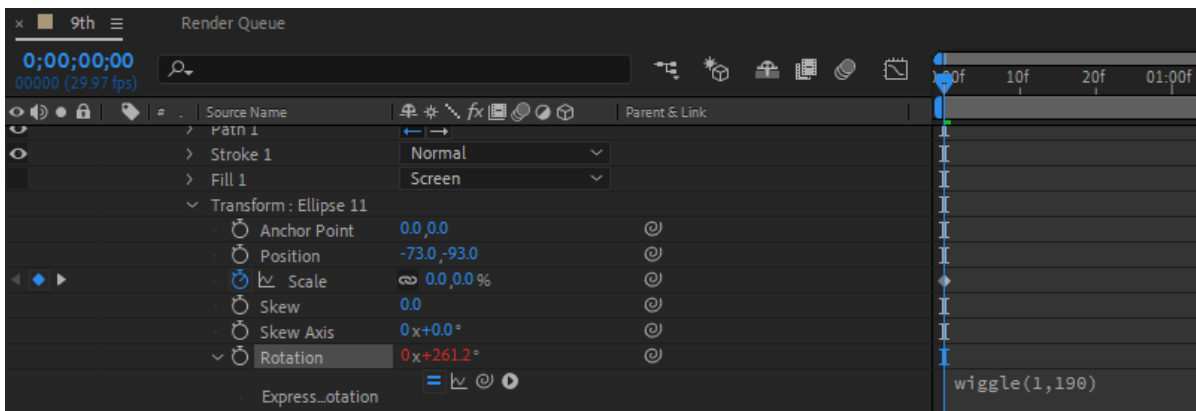 × 9th ≡ Render Queue
0;00;00;00
00000 (29.97 fps)
:00f 10f 20f 01:00f
# . Source Name fx Parent & Link
> Path 1
> Stroke 1 Normal
> Fill 1 Screen
Transform : Ellipse 11
Anchor Point 0.0,0.0
Position -73.0,-93.0
Scale 0.0,0.0 %
Skew 0.0
Skew Axis 0x+0.0°
Rotation 0x+261.2°
Express...otation wiggle(1,190)